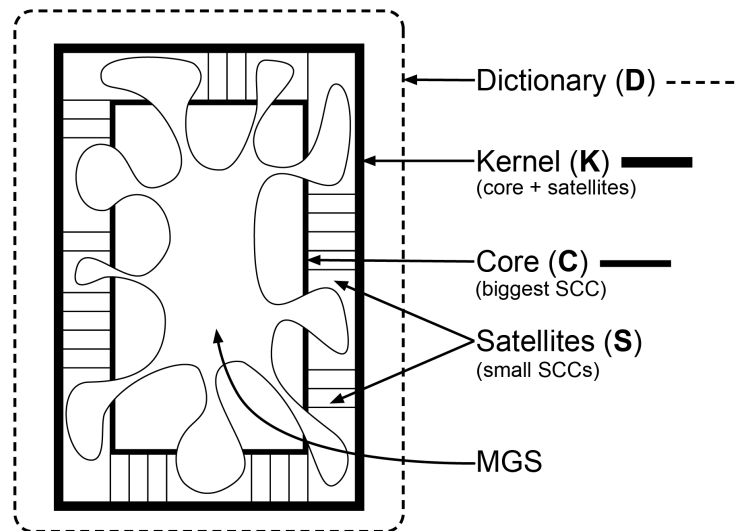 Dictionary (D)
Kernel (K)
(core + satellites)
Core (C)
(biggest SCC)
Satellites (S)
(small SCCs)
MGS